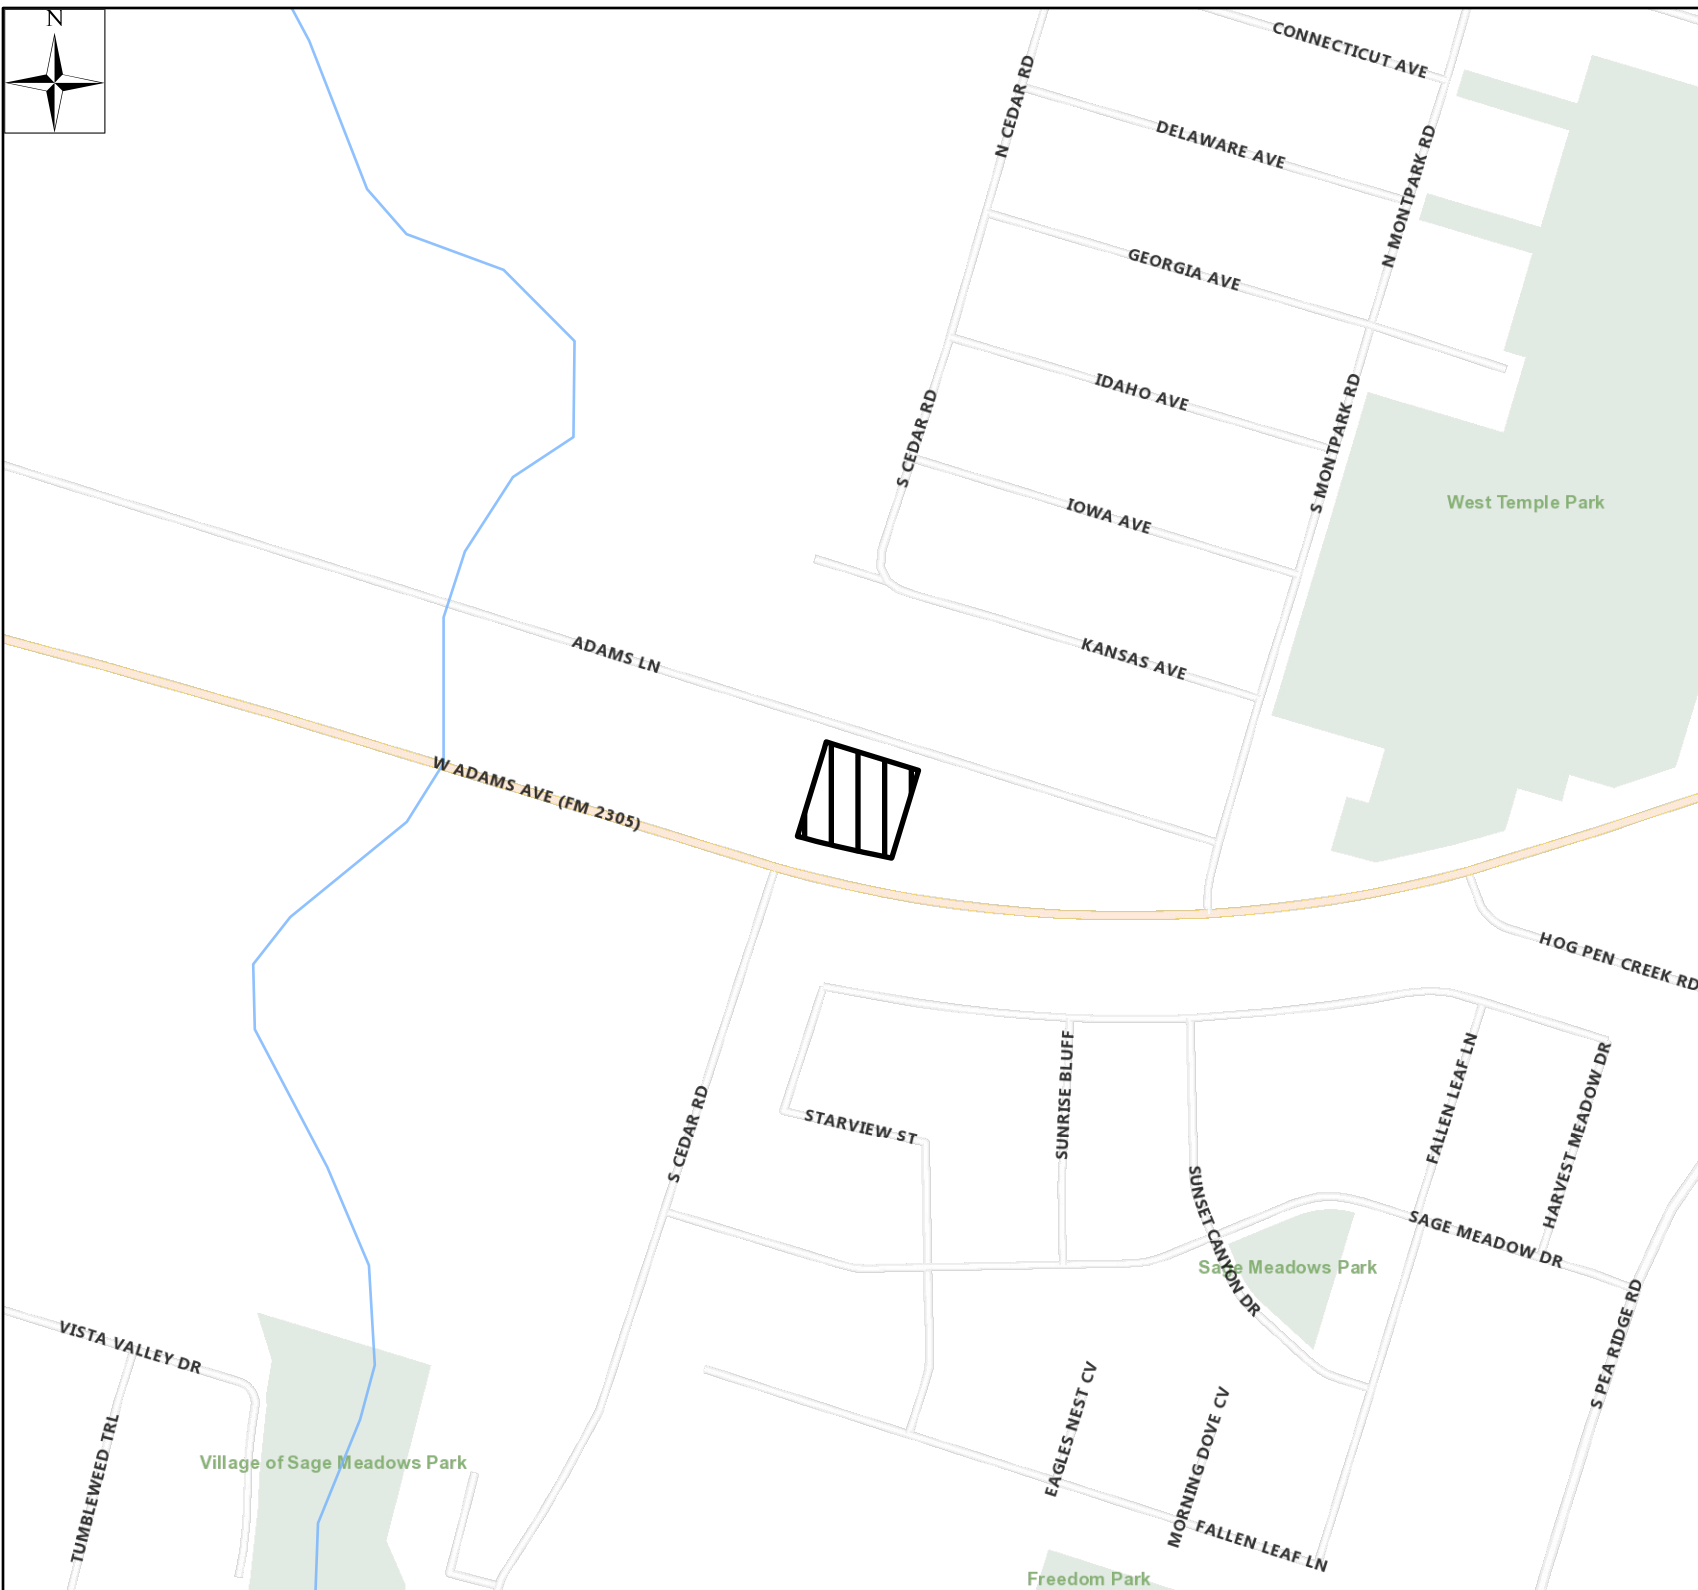 N
CONNECTICUT AVE
N CEDAR RD
DELAWARE AVE
N MONTPARK RD
GEORGIA AVE
IDAHO AVE
S CEDAR RD
S MONTPARK RD
West Temple Park
IOWA AVE
ADAMS LN
KANSAS AVE
W ADAMS AVE (FM 2305)
HOG PEN CREEK RD
SUNRISE BLUFF
FALLEN LEAF LN
HARVEST MEADOW DR
S CEDAR RD
STARVIEW ST
SUNSET CANYON DR
SAGE MEADOW DR
Sage Meadows Park
VISTA VALLEY DR
S PEA RIDGE RD
EAGLES NEST CV
MORNING DOVE CV
TUMBLEWEED TRL
Village of Sage Meadows Park
FALLEN LEAF LN
Freedom Park